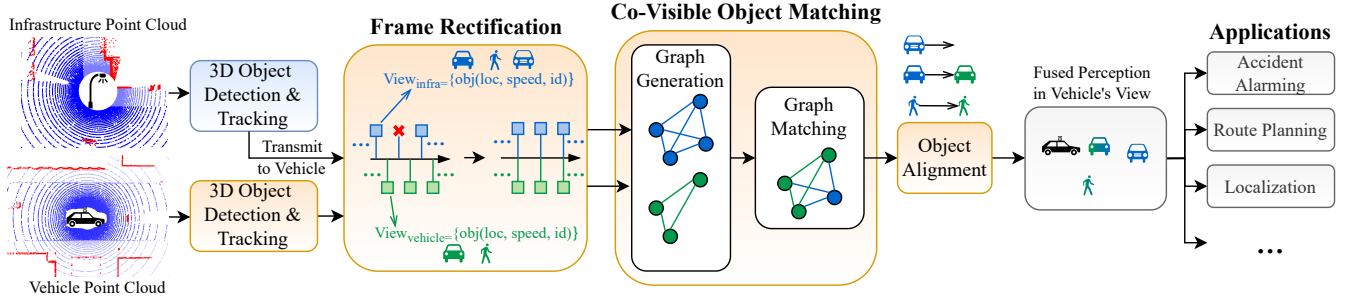 Infrastructure Point Cloud
3D Object
Detection &
Tracking
Transmit
to Vehicle
3D Object
Detection &
Tracking
Vehicle Point Cloud
Frame Rectification
View_infra={obj(loc, speed, id)}
View_vehicle={obj(loc, speed, id)}
Co-Visible Object Matching
Graph
Generation
Graph
Matching
Object
Alignment
Fused Perception
in Vehicle's View
Applications
Accident
Alarming
Route Planning
Localization
...